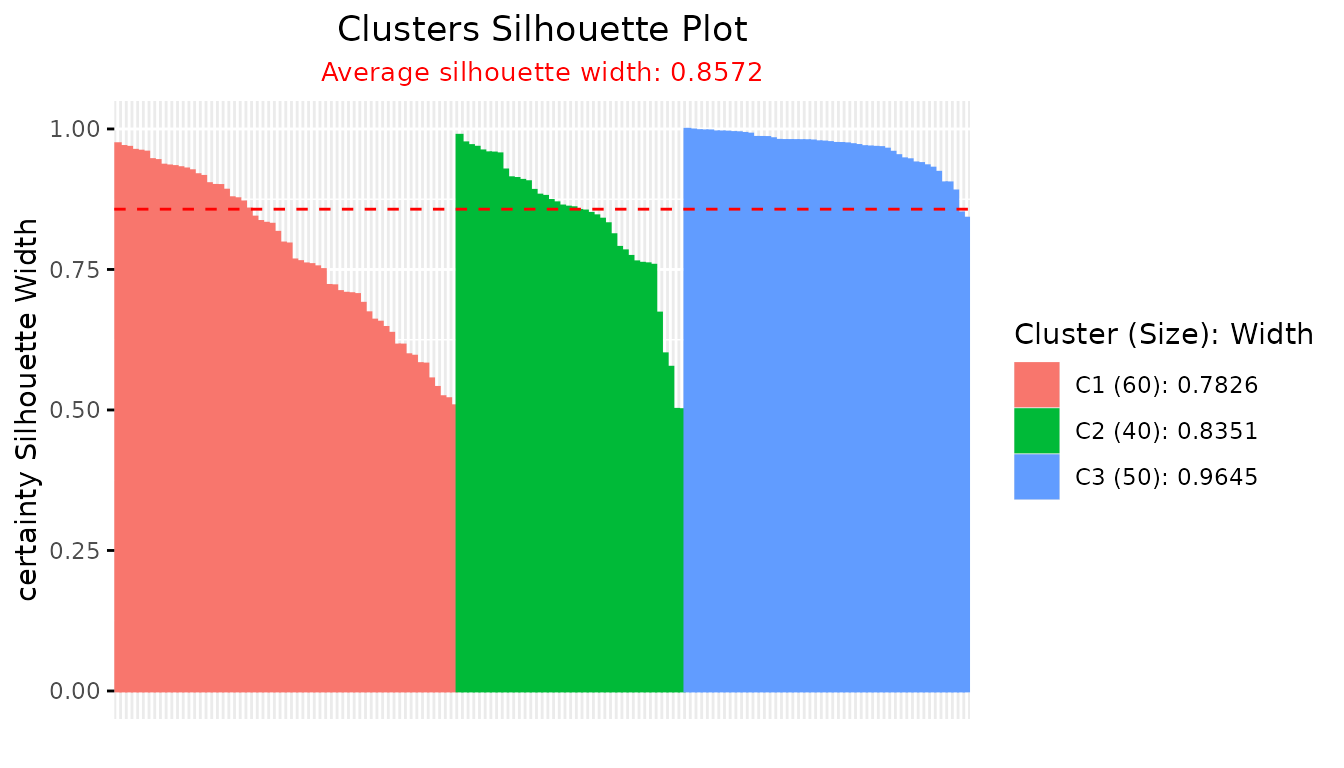 Clusters Silhouette Plot
Average silhouette width: 0.8572
certainty Silhouette Width
1.00
0.75
0.50
0.25
0.00
Cluster (Size): Width
C1 (60): 0.7826
C2 (40): 0.8351
C3 (50): 0.9645